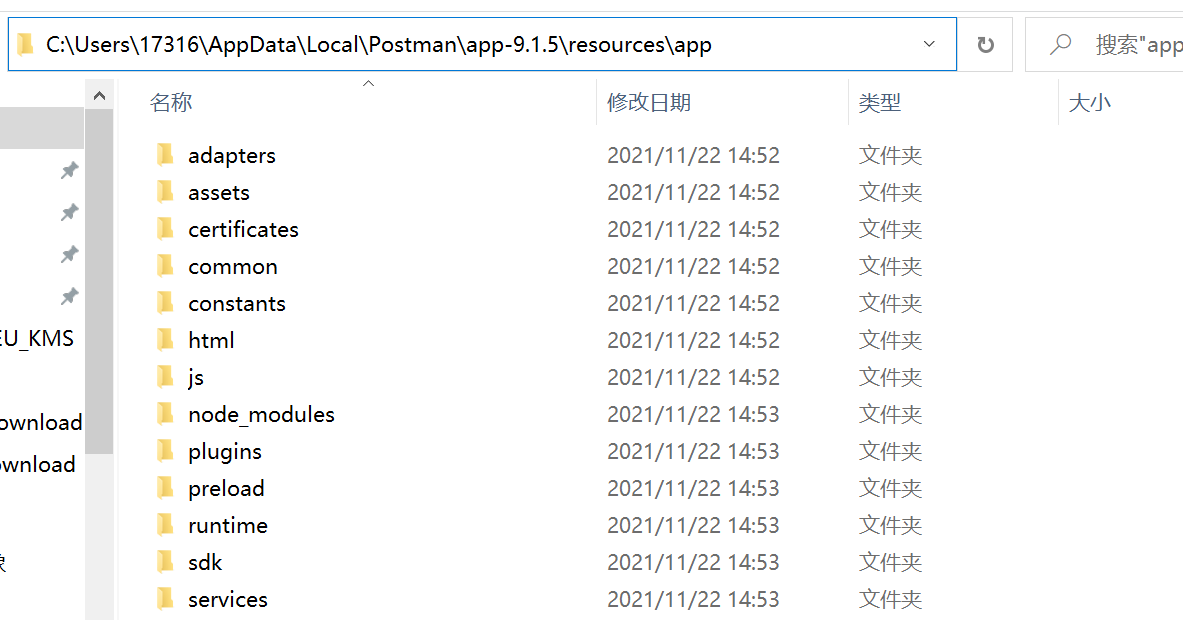 C:\Users\17316\AppData\Local\Postman\app-9.1.5\resources\app
搜索"app
名称 修改日期 类型 大小
adapters 2021/11/22 14:52 文件夹
assets 2021/11/22 14:52 文件夹
certificates 2021/11/22 14:52 文件夹
common 2021/11/22 14:52 文件夹
constants 2021/11/22 14:52 文件夹
EU_KMS
html 2021/11/22 14:52 文件夹
js 2021/11/22 14:52 文件夹
ownload
node_modules 2021/11/22 14:53 文件夹
plugins 2021/11/22 14:53 文件夹
ownload
preload 2021/11/22 14:53 文件夹
runtime 2021/11/22 14:53 文件夹
sdk 2021/11/22 14:53 文件夹
services 2021/11/22 14:53 文件夹